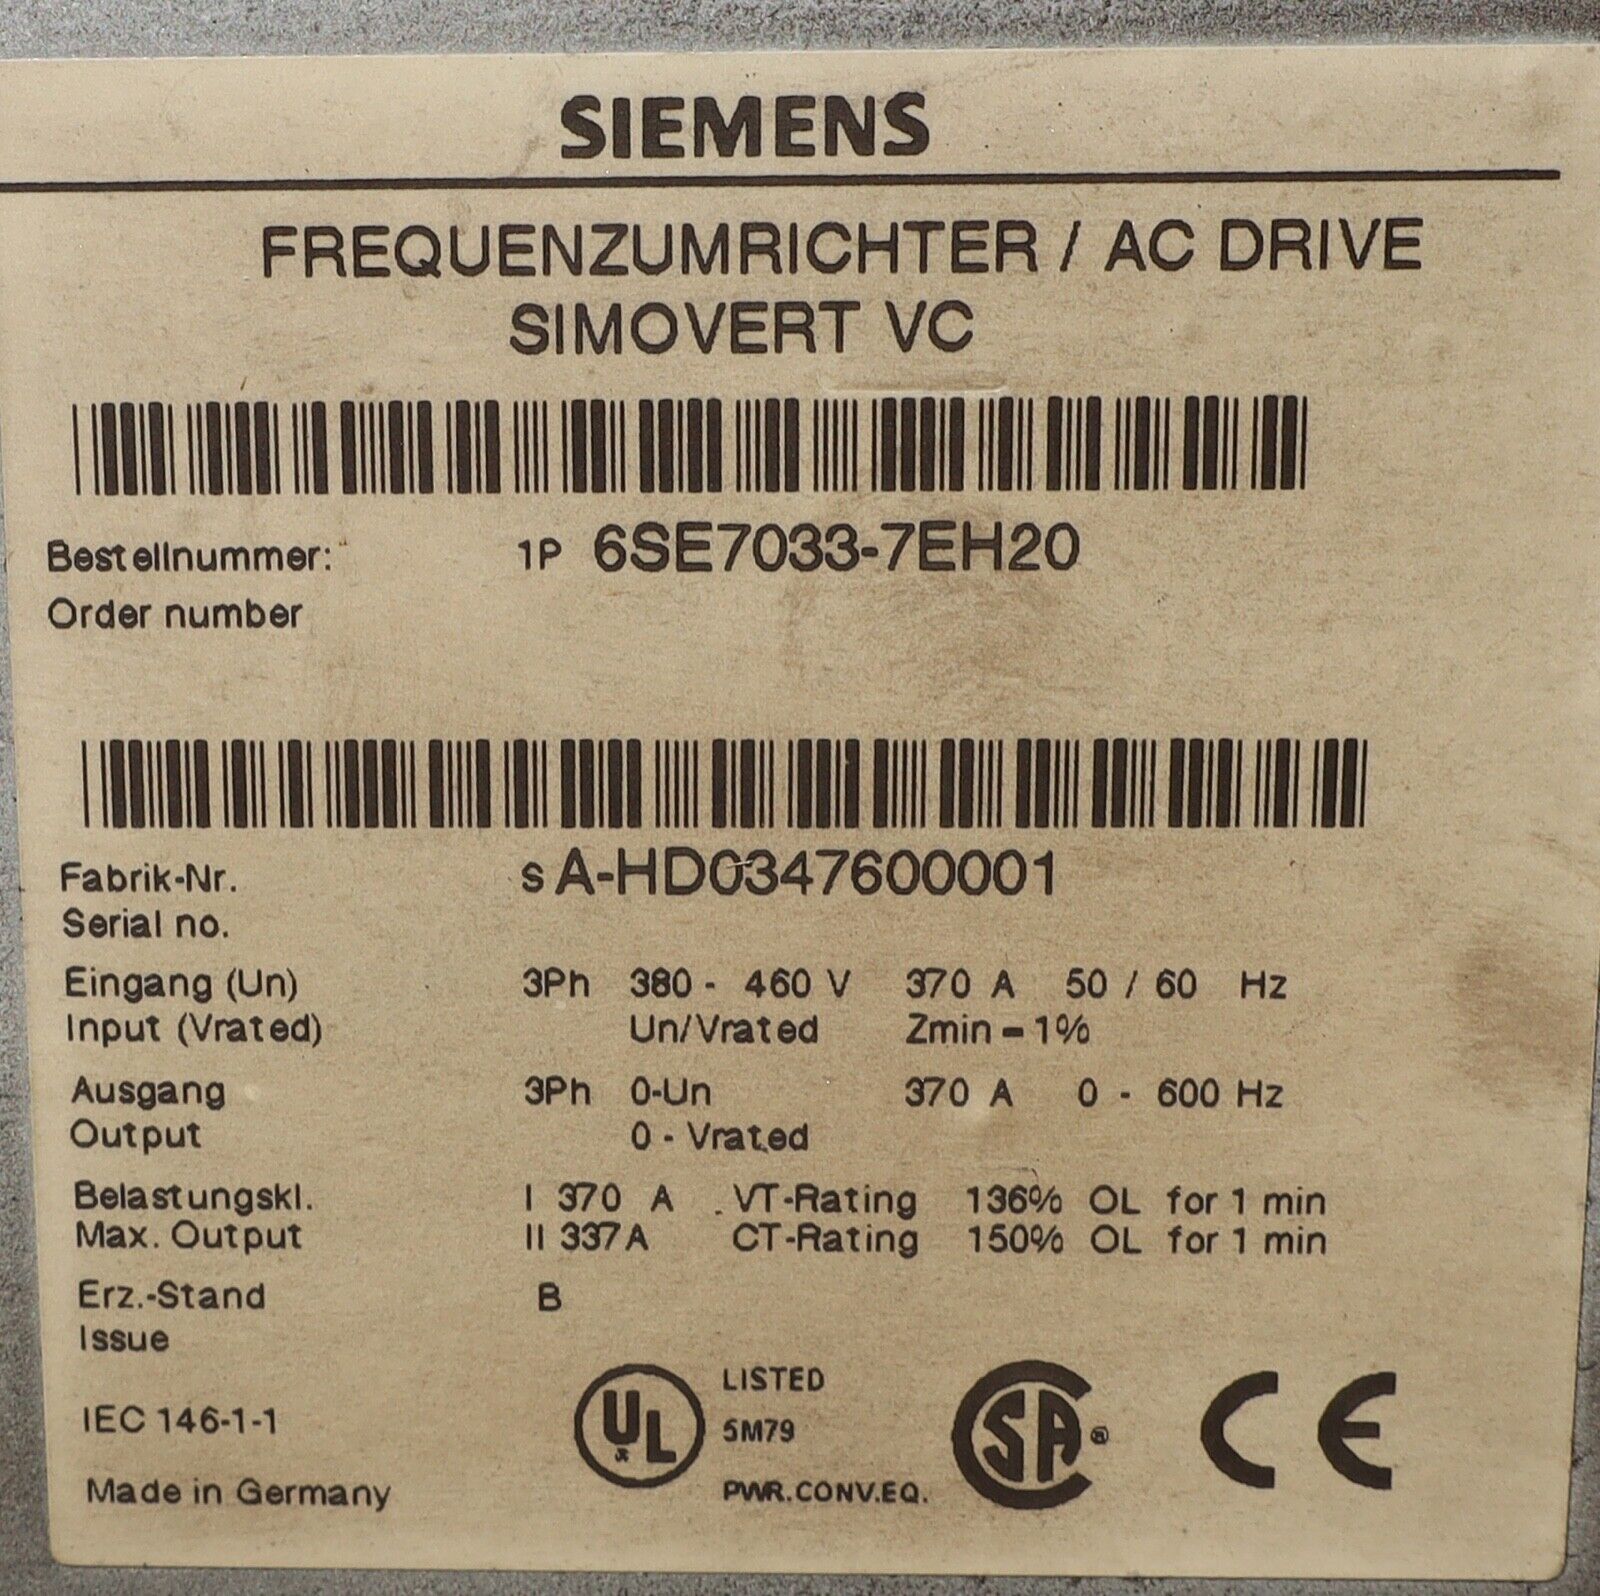 SIEMENS
FREQUENZUMRICHTER / AC DRIVE
SIMOVERT VC
Bestellnummer: 1P 6SE7033-7EH20
Order number
Fabrik-Nr. s A-HD0347600001
Serial no.
Eingang (Un) 3Ph 380 - 460 V 370 A 50 / 60 Hz
Input (Vrated) Un/Vrated Zmin = 1%
Ausgang 3Ph 0-Un 370 A 0 - 600 Hz
Output 0 - Vrated
Belastungskl. I 370 A VT-Rating 136% OL for 1 min
Max. Output II 337A CT-Rating 150% OL for 1 min
Erz.-Stand B
Issue
IEC 146-1-1
Made in Germany
UL
LISTED
5M79
PWR.CONV.EQ.
SA ®
CE